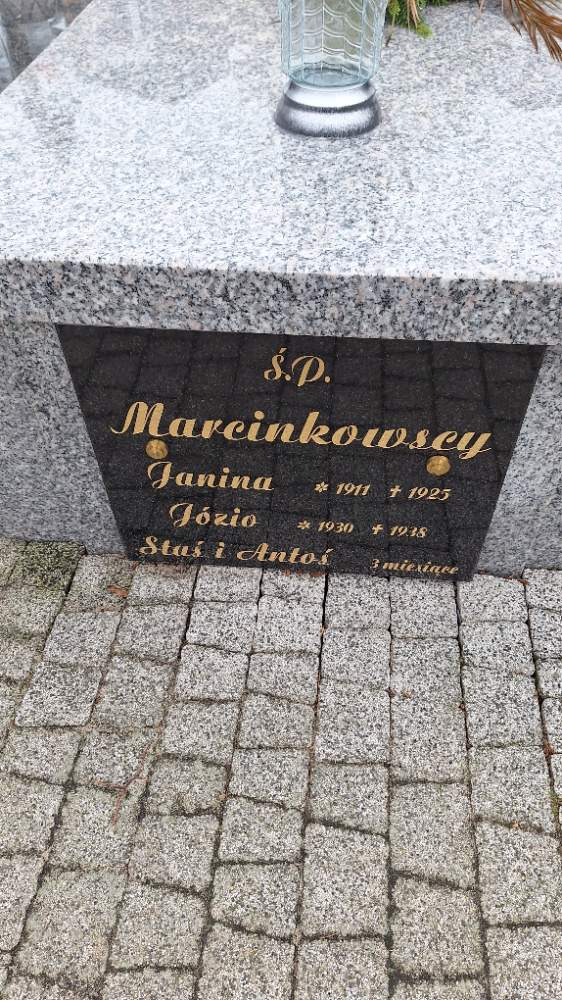 Ś.P.
Marcinkowscy
Janina * 1911 † 1925
Józio * 1930 † 1938
Staś i Antoś 3 miesiące